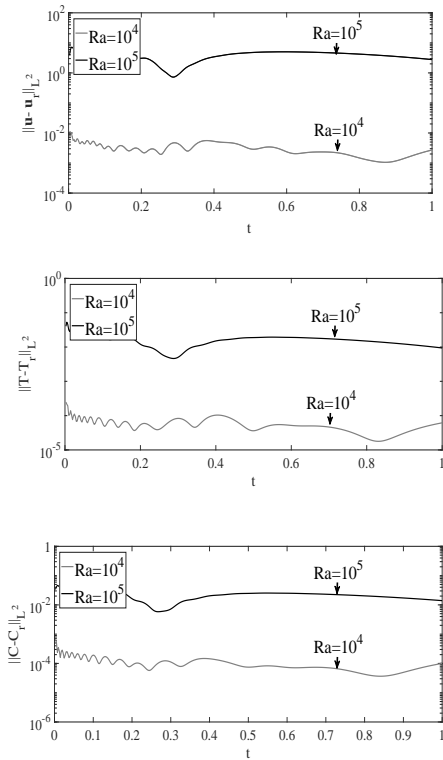 10^2
10^0
10^-2
10^-4
||u- u_r||_L^2
Ra=10^4
Ra=10^5
Ra=10^5
Ra=10^4
0 0.2 0.4 0.6 0.8 1
t
10^0
10^-5
||T-T_r||_L^2
Ra=10^4
Ra=10^5
Ra=10^5
Ra=10^4
0 0.2 0.4 0.6 0.8 1
t
1
10^-2
10^-4
10^-6
||C-C_r||_L^2
Ra=10^4
Ra=10^5
Ra=10^5
Ra=10^4
0 0.1 0.2 0.3 0.4 0.5 0.6 0.7 0.8 0.9 1
t